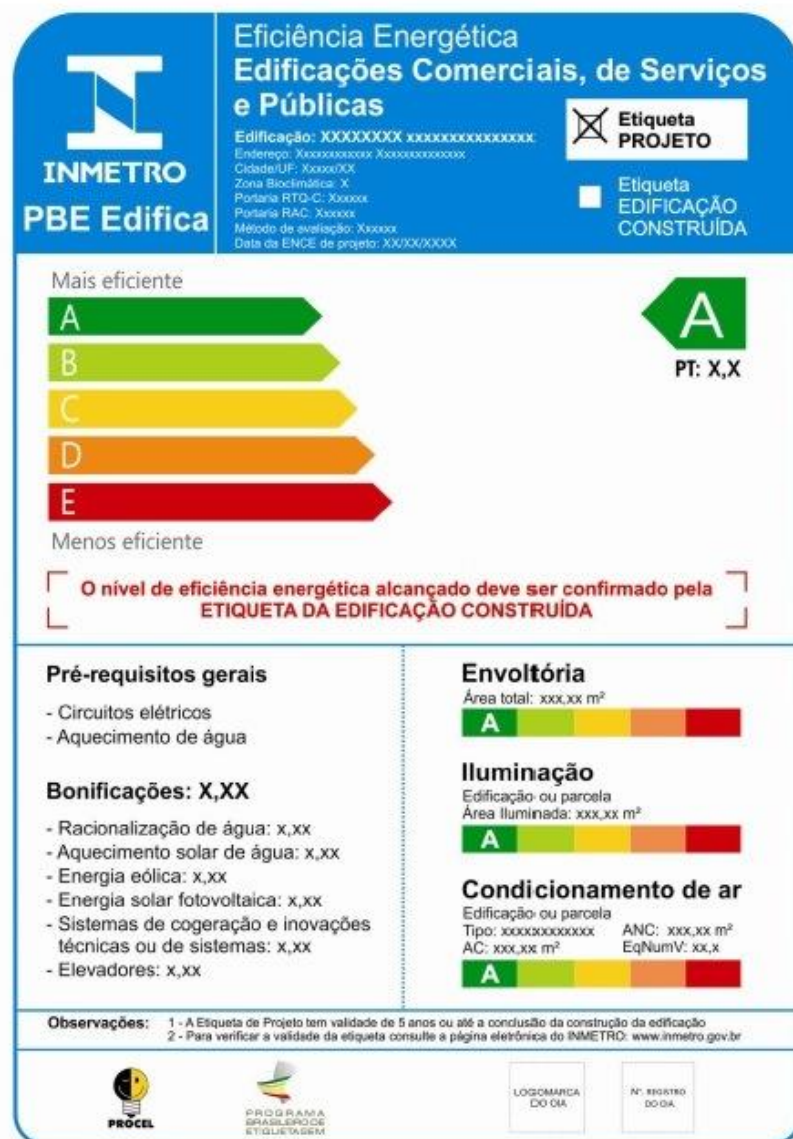 Eficiência Energética
Edificações Comerciais, de Serviços
e Públicas
INMETRO
PBE Edifica
Edificação: XXXXXXXX xxxxxxxxxxxxxxx
Endereço: Xxxxxxxxxxxx Xxxxxxxxxxxxxx
Cidade/UF: Xxxxx/XX
Zona Bioclimática: X
Portaria RTQ-C: Xxxxxx
Portaria RAC: Xxxxxx
Método de avaliação: Xxxxxx
Data da ENCE de projeto: XX/XX/XXXX
Etiqueta
PROJETO
Etiqueta
EDIFICAÇÃO
CONSTRUÍDA
Mais eficiente
A
B
C
D
E
Menos eficiente
A
PT: X,X
O nível de eficiência energética alcançado deve ser confirmado pela
ETIQUETA DA EDIFICAÇÃO CONSTRUÍDA
Pré-requisitos gerais
- Circuitos elétricos
- Aquecimento de água
Bonificações: X,XX
- Racionalização de água: x,xx
- Aquecimento solar de água: x,xx
- Energia eólica: x,xx
- Energia solar fotovoltaica: x,xx
- Sistemas de cogeração e inovações
técnicas ou de sistemas: x,xx
- Elevadores: x,xx
Envoltória
Área total: xxx,xx m²
A
Iluminação
Edificação ou parcela
Área Iluminada: xxx,xx m²
A
Condicionamento de ar
Edificação ou parcela
Tipo: xxxxxxxxxxxx ANC: xxx,xx m²
AC: xxx,xx m² EqNumV: xx,x
A
Observações: 1 - A Etiqueta de Projeto tem validade de 5 anos ou até a conclusão da construção da edificação
2 - Para verificar a validade da etiqueta consulte a página eletrônica do INMETRO: www.inmetro.gov.br
PROCEL
PROGRAMA
BRASILEIRO DE
ETIQUETAGEM
LOGOMARCA
DO OIA
Nº. REGISTRO
DO OIA